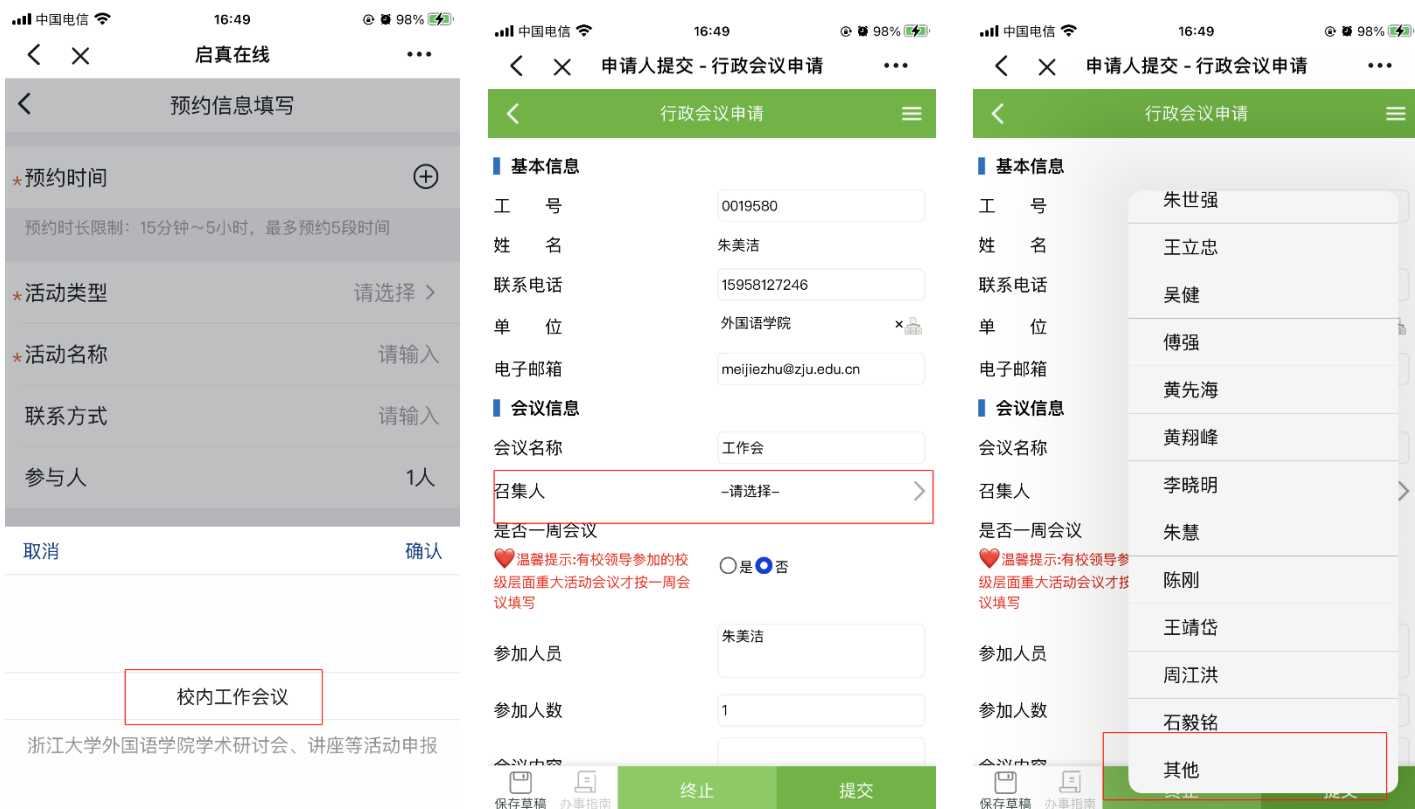 中国电信 16:49 98%
启真在线
预约信息填写
*预约时间
预约时长限制：15分钟～5小时，最多预约5段时间
*活动类型 请选择
*活动名称 请输入
联系方式 请输入
参与人 1人
取消 确认
校内工作会议
浙江大学外国语学院学术研讨会、讲座等活动申报
中国电信 16:49 98%
申请人提交 - 行政会议申请
行政会议申请
基本信息
工 号 0019580
姓 名 朱美洁
联系电话 15958127246
单 位 外国语学院 ×
电子邮箱 meijiezhu@zju.edu.cn
会议信息
会议名称 工作会
召集人 –请选择–
是否一周会议
温馨提示:有校领导参加的校
级层面重大活动会议才按一周会
议填写
是 否
参加人员 朱美洁
参加人数 1
会议内容
保存草稿 办事指南 终止 提交
中国电信 16:49 98%
申请人提交 - 行政会议申请
行政会议申请
基本信息
工 号
姓 名
联系电话
单 位
电子邮箱
会议信息
会议名称
召集人
是否一周会议
温馨提示:有校领导参
级层面重大活动会议才按
议填写
参加人员
参加人数
会议内容
保存草稿 办事指南 终止 提交
朱世强
王立忠
吴健
傅强
黄先海
黄翔峰
李晓明
朱慧
陈刚
王靖岱
周江洪
石毅铭
其他